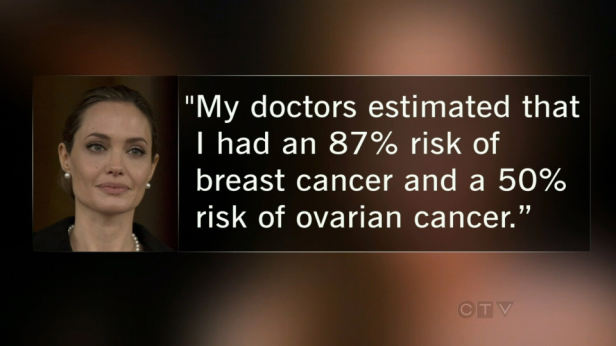 "My doctors estimated that
I had an 87% risk of
breast cancer and a 50%
risk of ovarian cancer.”
CTV